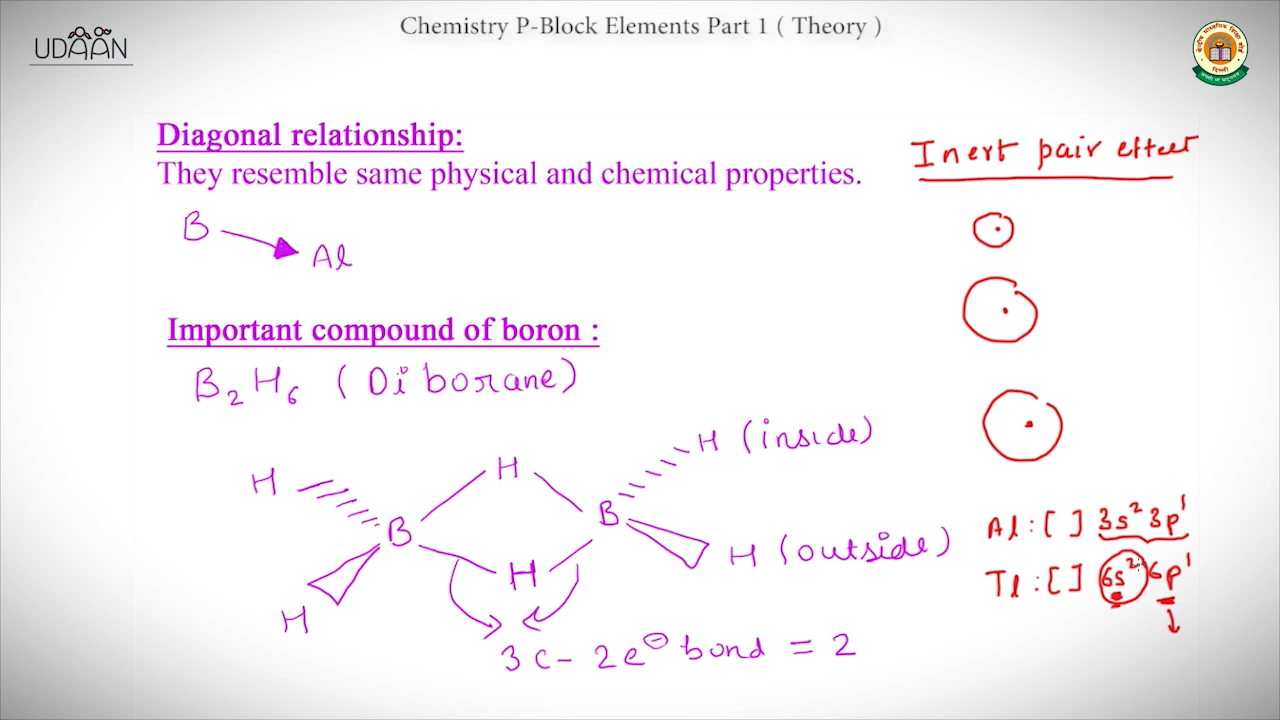 Chemistry P-Block Elements Part 1 ( Theory )
UDAAN
Diagonal relationship:
They resemble same physical and chemical properties.
B
Al
Important compound of boron :
B₂H₆ (Diborane)
H
H
H (inside)
B
B
H
H (outside)
H
3c-2e⊖ bond = 2
Inert pair effect
Al : [ ] 3s² 3p¹
Tl : [ ] 6s² 6p¹